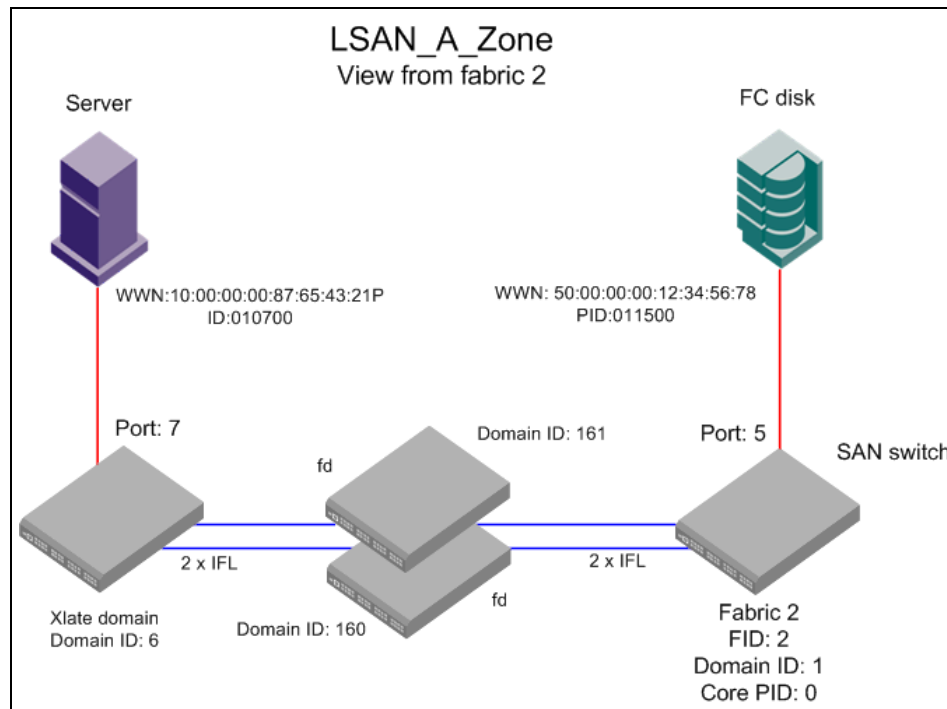 LSAN_A_Zone
View from fabric 2
Server
FC disk
WWN:10:00:00:00:87:65:43:21P
ID:010700
WWN: 50:00:00:00:12:34:56:78
PID:011500
Port: 7
Domain ID: 161
Port: 5
SAN switch
fd
2 x IFL
2 x IFL
fd
Xlate domain
Domain ID: 6
Domain ID: 160
Fabric 2
FID: 2
Domain ID: 1
Core PID: 0